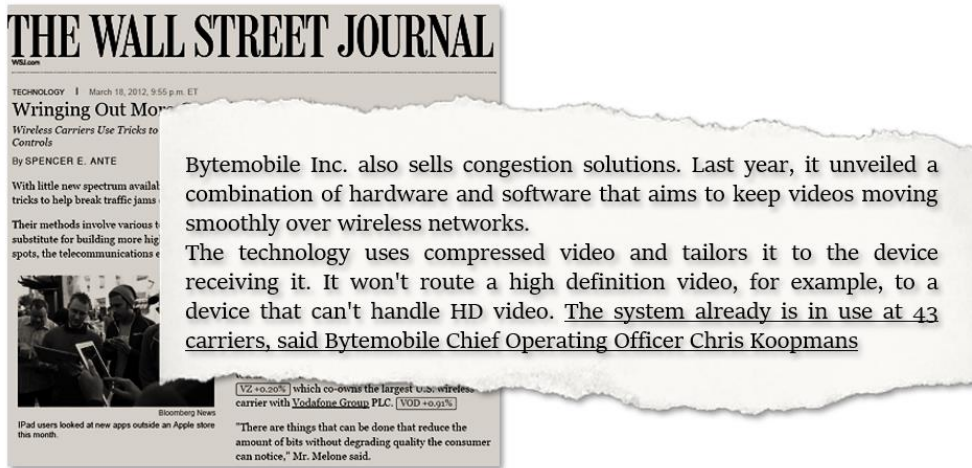 THE WALL STREET JOURNAL
WSJ.com
TECHNOLOGY | March 18, 2012, 9:55 p.m. ET
Wringing Out
Wireless Carriers Use Tricks to
Controls
By SPENCER E. ANTE
With little new spectrum
tricks to help break traffic jams
Their methods involve various
substitute for building more
spots, the telecommunications
Bytemobile Inc. also sells congestion solutions. Last year, it unveiled a
combination of hardware and software that aims to keep videos moving
smoothly over wireless networks.
The technology uses compressed video and tailors it to the device
receiving it. It won't route a high definition video, for example, to a
device that can't handle HD video. The system already is in use at 43
carriers, said Bytemobile Chief Operating Officer Chris Koopmans
Bloomberg News
IPad users looked at new apps outside an Apple store
this month.
VZ +0.20% which co-owns the largest U.S. wireless
carrier with Vodafone Group PLC. VOD +0.91%
"There are things that can be done that reduce the
amount of bits without degrading quality the consumer
can notice," Mr. Melone said.